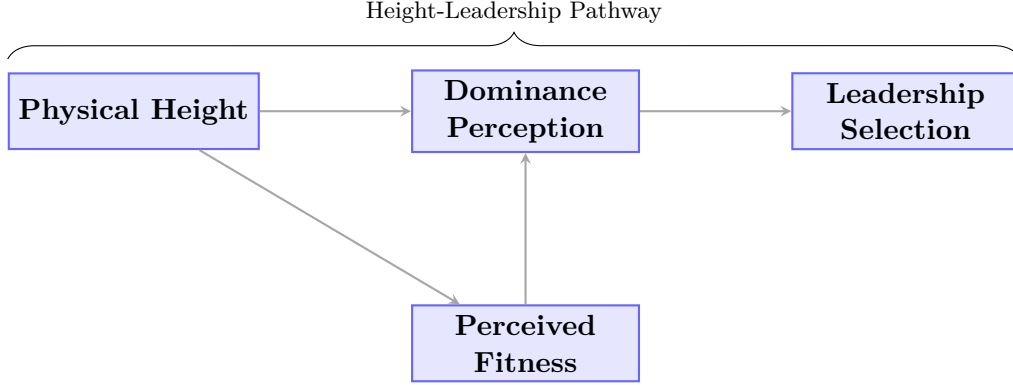 Height-Leadership Pathway
Physical Height
Dominance
Perception
Leadership
Selection
Perceived
Fitness